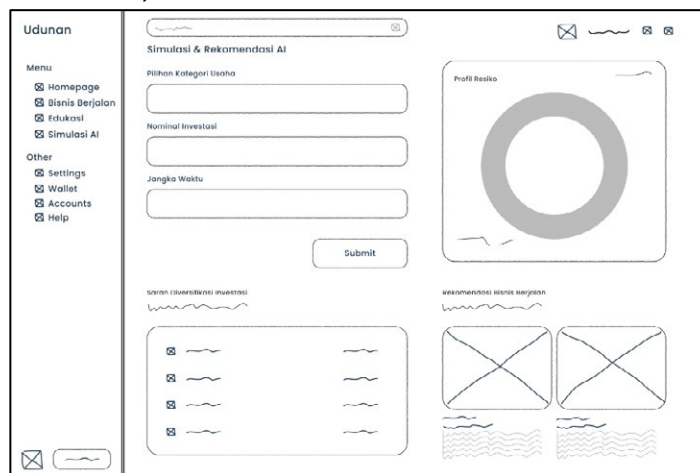 Udunan
Menu
Homepage
Bisnis Berjalan
Edukasi
Simulasi AI
Other
Settings
Wallet
Accounts
Help
Simulasi & Rekomendasi AI
Pilihan Kategori Usaha
Nominal Investasi
Jangka Waktu
Submit
Profil Resiko
Saran Diversifikasi Investasi
Rekomendasi Bisnis Berjalan